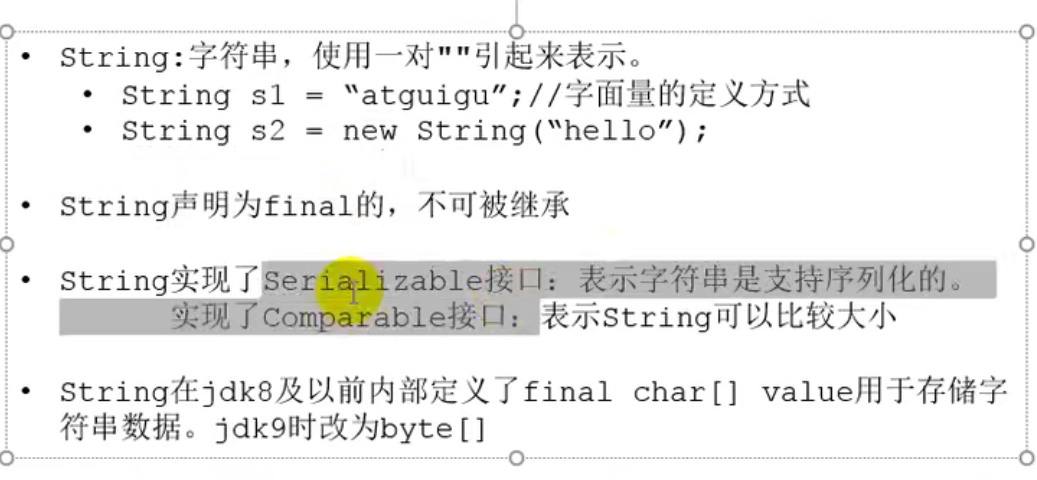 • String:字符串，使用一对""引起来表示。
• String s1 = “atguigu”;//字面量的定义方式
• String s2 = new String(“hello”);
• String声明为final的，不可被继承
• String实现了Serializable接口：表示字符串是支持序列化的。
实现了Comparable接口：表示String可以比较大小
• String在jdk8及以前内部定义了final char[] value用于存储字
符串数据。jdk9时改为byte[]